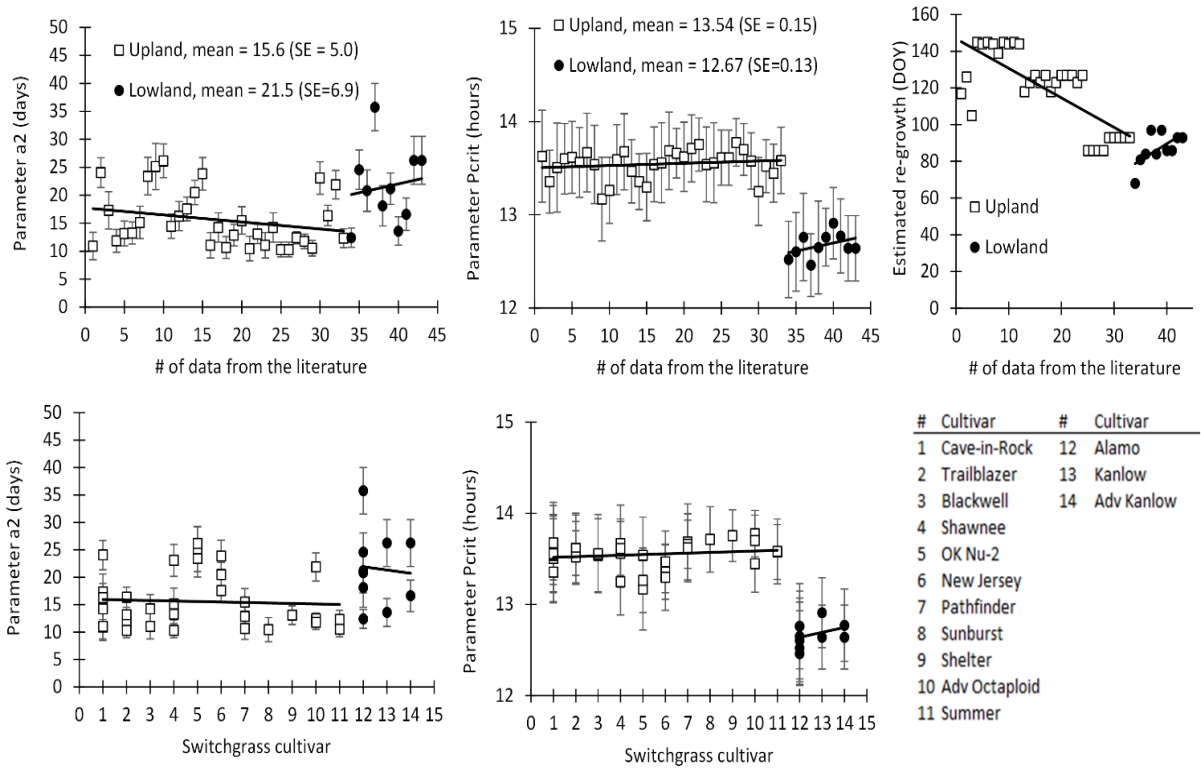 Parameter a2 (days)
50
45
40
35
30
25
20
15
10
5
0
0 5 10 15 20 25 30 35 40 45
# of data from the literature
Upland, mean = 15.6 (SE = 5.0)
Lowland, mean = 21.5 (SE=6.9)
Parameter Pcrit (hours)
15
14
13
12
0 5 10 15 20 25 30 35 40 45
# of data from the literature
Upland, mean = 13.54 (SE = 0.15)
Lowland, mean = 12.67 (SE=0.13)
Estimated re-growth (DOY)
160
140
120
100
80
60
40
20
0
0 10 20 30 40
# of data from the literature
Upland
Lowland
Parameter a2 (days)
50
45
40
35
30
25
20
15
10
5
0
0 1 2 3 4 5 6 7 8 9 10 11 12 13 14 15
Switchgrass cultivar
Parameter Pcrit (hours)
15
14
13
12
0 1 2 3 4 5 6 7 8 9 10 11 12 13 14 15
Switchgrass cultivar
# Cultivar # Cultivar
1 Cave-in-Rock 12 Alamo
2 Trailblazer 13 Kanlow
3 Blackwell 14 Adv Kanlow
4 Shawnee
5 OK Nu-2
6 New Jersey
7 Pathfinder
8 Sunburst
9 Shelter
10 Adv Octaploid
11 Summer